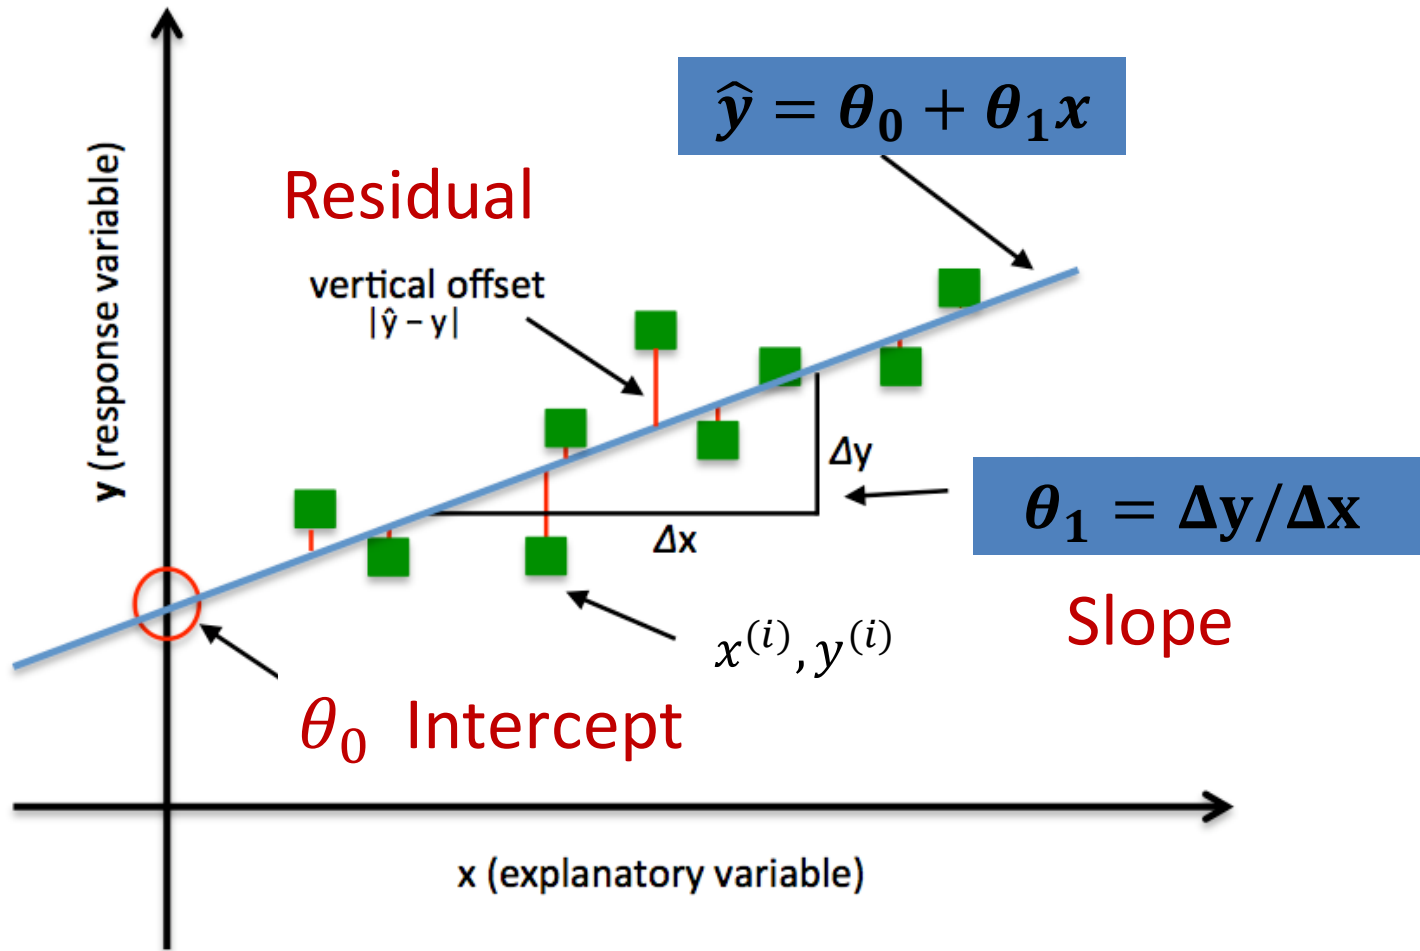 ŷ = θ₀ + θ₁x
Residual
vertical offset
|ŷ – y|
y (response variable)
Δy
θ₁ = Δy/Δx
Δx
Slope
x⁽ⁱ⁾, y⁽ⁱ⁾
θ₀ Intercept
x (explanatory variable)